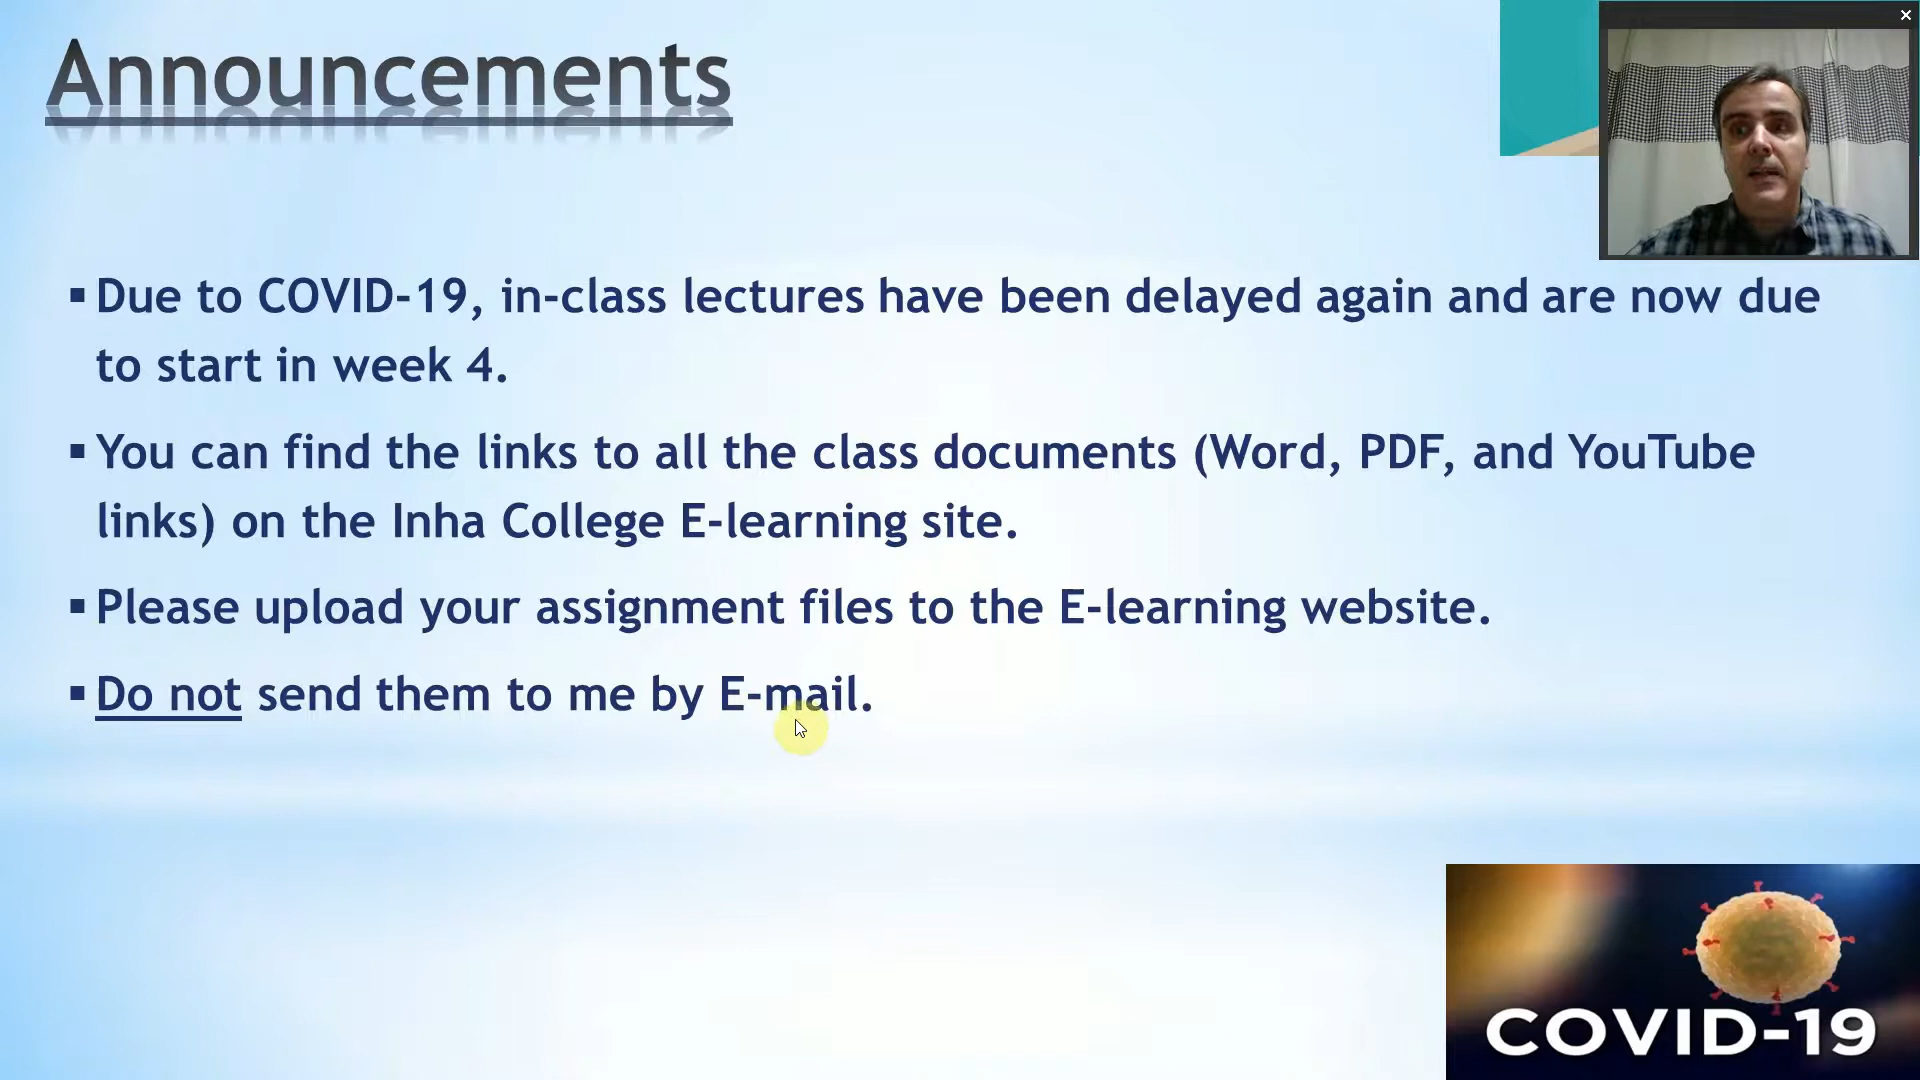 Announcements
▪ Due to COVID-19, in-class lectures have been delayed again and are now due
to start in week 4.
▪ You can find the links to all the class documents (Word, PDF, and YouTube
links) on the Inha College E-learning site.
▪ Please upload your assignment files to the E-learning website.
▪ Do not send them to me by E-mail.
COVID-19